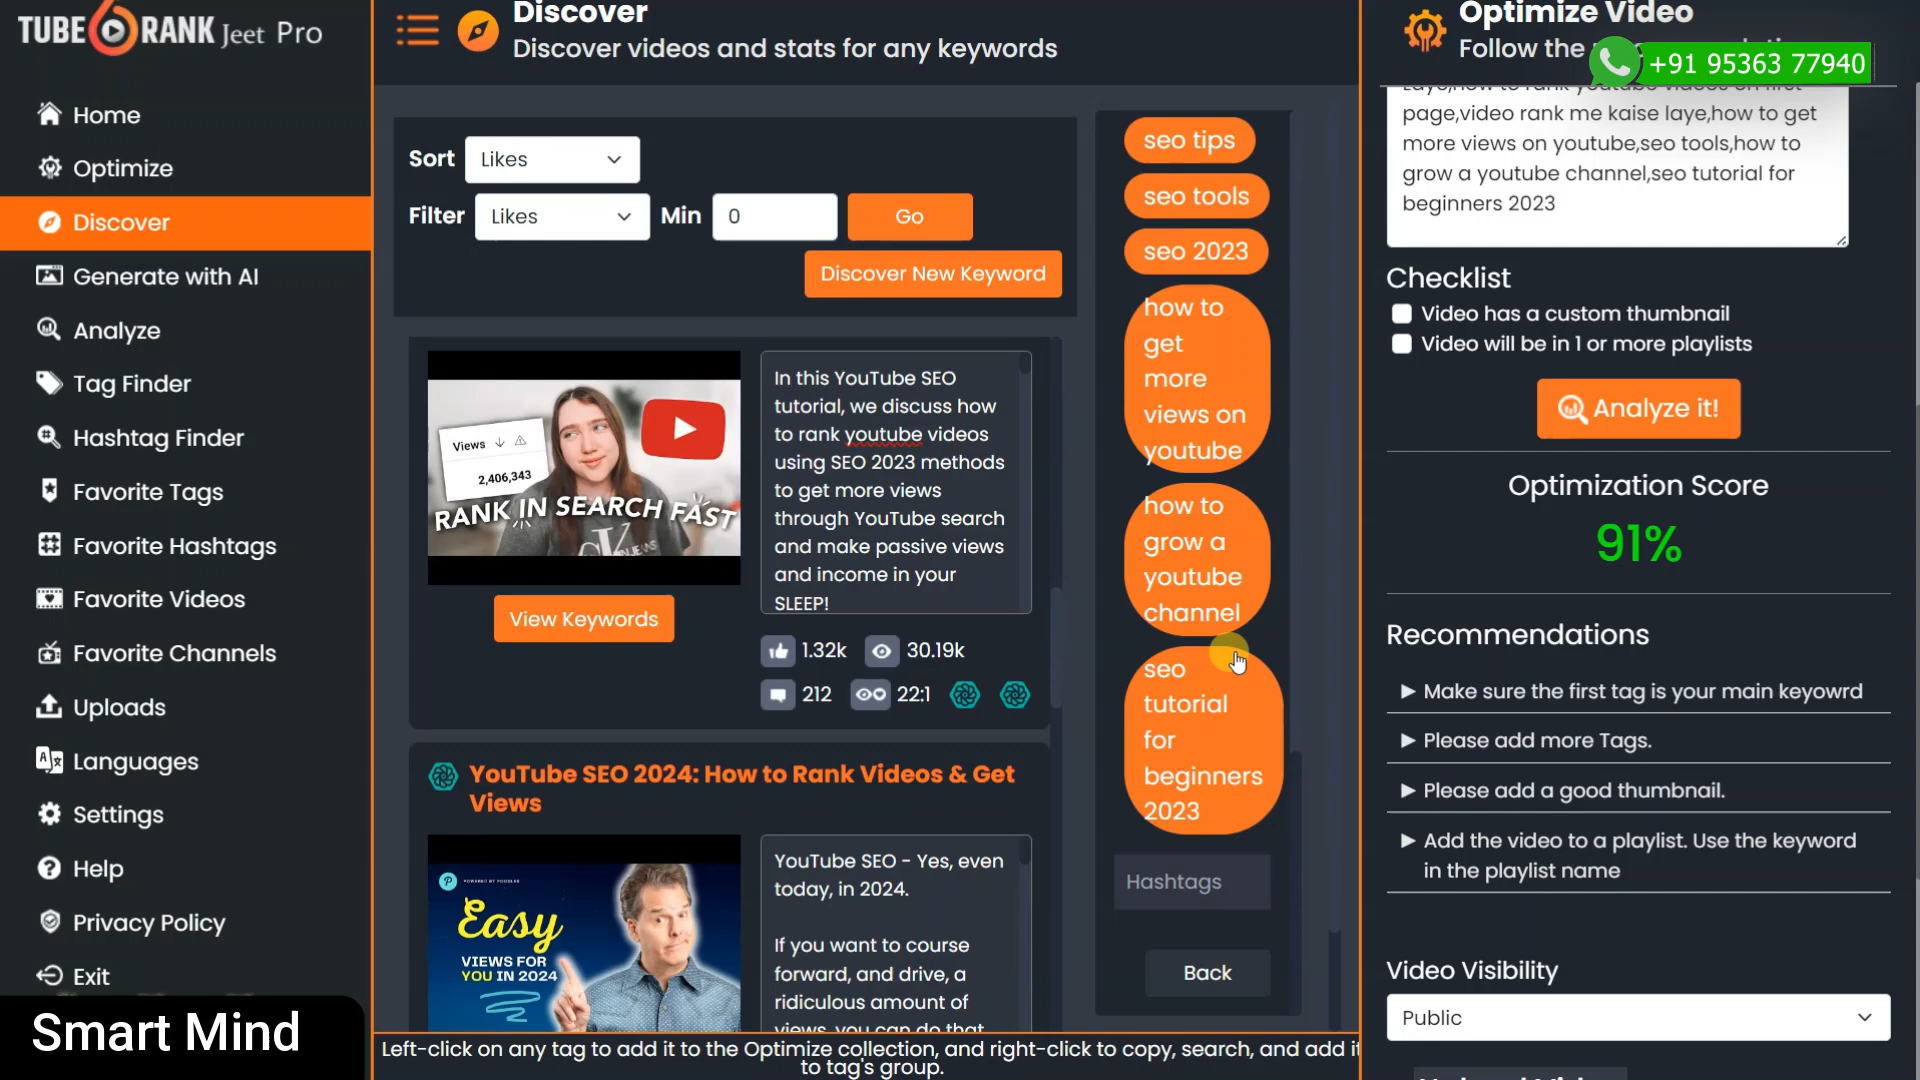 TUBE RANK Jeet Pro
Home
Optimize
Discover
Generate with AI
Analyze
Tag Finder
Hashtag Finder
Favorite Tags
Favorite Hashtags
Favorite Videos
Favorite Channels
Uploads
Languages
Settings
Help
Privacy Policy
Exit
Smart Mind
Discover
Discover videos and stats for any keywords
Sort Likes
Filter Likes Min 0 Go
Discover New Keyword
Views
2,406,343
RANK IN SEARCH FAST
View Keywords
In this YouTube SEO
tutorial, we discuss how
to rank youtube videos
using SEO 2023 methods
to get more views
through YouTube search
and make passive views
and income in your
SLEEP!
1.32k 30.19k
212 22:1
YouTube SEO 2024: How to Rank Videos & Get
Views
Easy
VIEWS FOR
YOU IN 2024
YouTube SEO - Yes, even
today, in 2024.
If you want to course
forward, and drive, a
ridiculous amount of
views, you can do that
seo tips
seo tools
seo 2023
how to
get
more
views on
youtube
how to
grow a
youtube
channel
seo
tutorial
for
beginners
2023
Hashtags
Back
Left-click on any tag to add it to the Optimize collection, and right-click to copy, search, and add it
to tag's group.
Optimize Video
Follow the
+91 95363 77940
Laye,how to rank youtube videos on first
page,video rank me kaise laye,how to get
more views on youtube,seo tools,how to
grow a youtube channel,seo tutorial for
beginners 2023
Checklist
Video has a custom thumbnail
Video will be in 1 or more playlists
Analyze it!
Optimization Score
91%
Recommendations
Make sure the first tag is your main keyowrd
Please add more Tags.
Please add a good thumbnail.
Add the video to a playlist. Use the keyword
in the playlist name
Video Visibility
Public